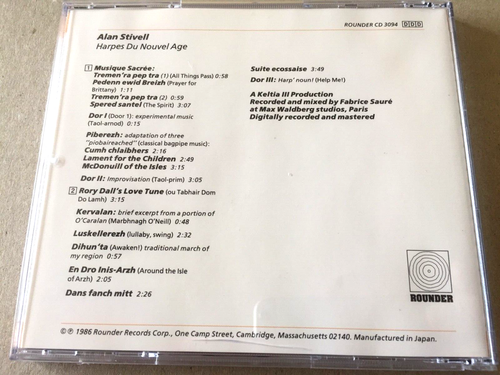 ROUNDER CD 3094 DDD
Alan Stivell
Harpes Du Nouvel Age
1 Musique Sacrée:
Tremen'ra pep tra (1) (All Things Pass) 0:58
Pedenn ewid Breizh (Prayer for
Brittany) 1:11
Tremen'ra pep tra (2) 0:59
Spered santel (The Spirit) 3:07
Dor I (Door 1): experimental music
(Taol-arnod) 0:15
Piberezh: adaptation of three
"piobaireached" (classical bagpipe music):
Cumh chlaibhers 2:16
Lament for the Children 2:49
McDonuill of the Isles 3:15
Dor II: Improvisation (Taol-prim) 3:05
2 Rory Dall's Love Tune (ou Tabhair Dom
Do Lamh) 3:15
Kervalan: brief excerpt from a portion of
O'Caralan (Marbhnagh O'Neill) 0:48
Luskellerezh (lullaby, swing) 2:32
Dihun'ta (Awaken!) traditional march of
my region 0:57
En Dro Inis-Arzh (Around the Isle
of Arzh) 2:05
Dans fanch mitt 2:26
Suite ecossaise 3:49
Dor III: Harp' noun! (Help Me!)
A Keltia III Production
Recorded and mixed by Fabrice Sauré
at Max Waldberg studios, Paris
Digitally recorded and mastered
ROUNDER
© ℗ 1986 Rounder Records Corp., One Camp Street, Cambridge, Massachusetts 02140. Manufactured in Japan.